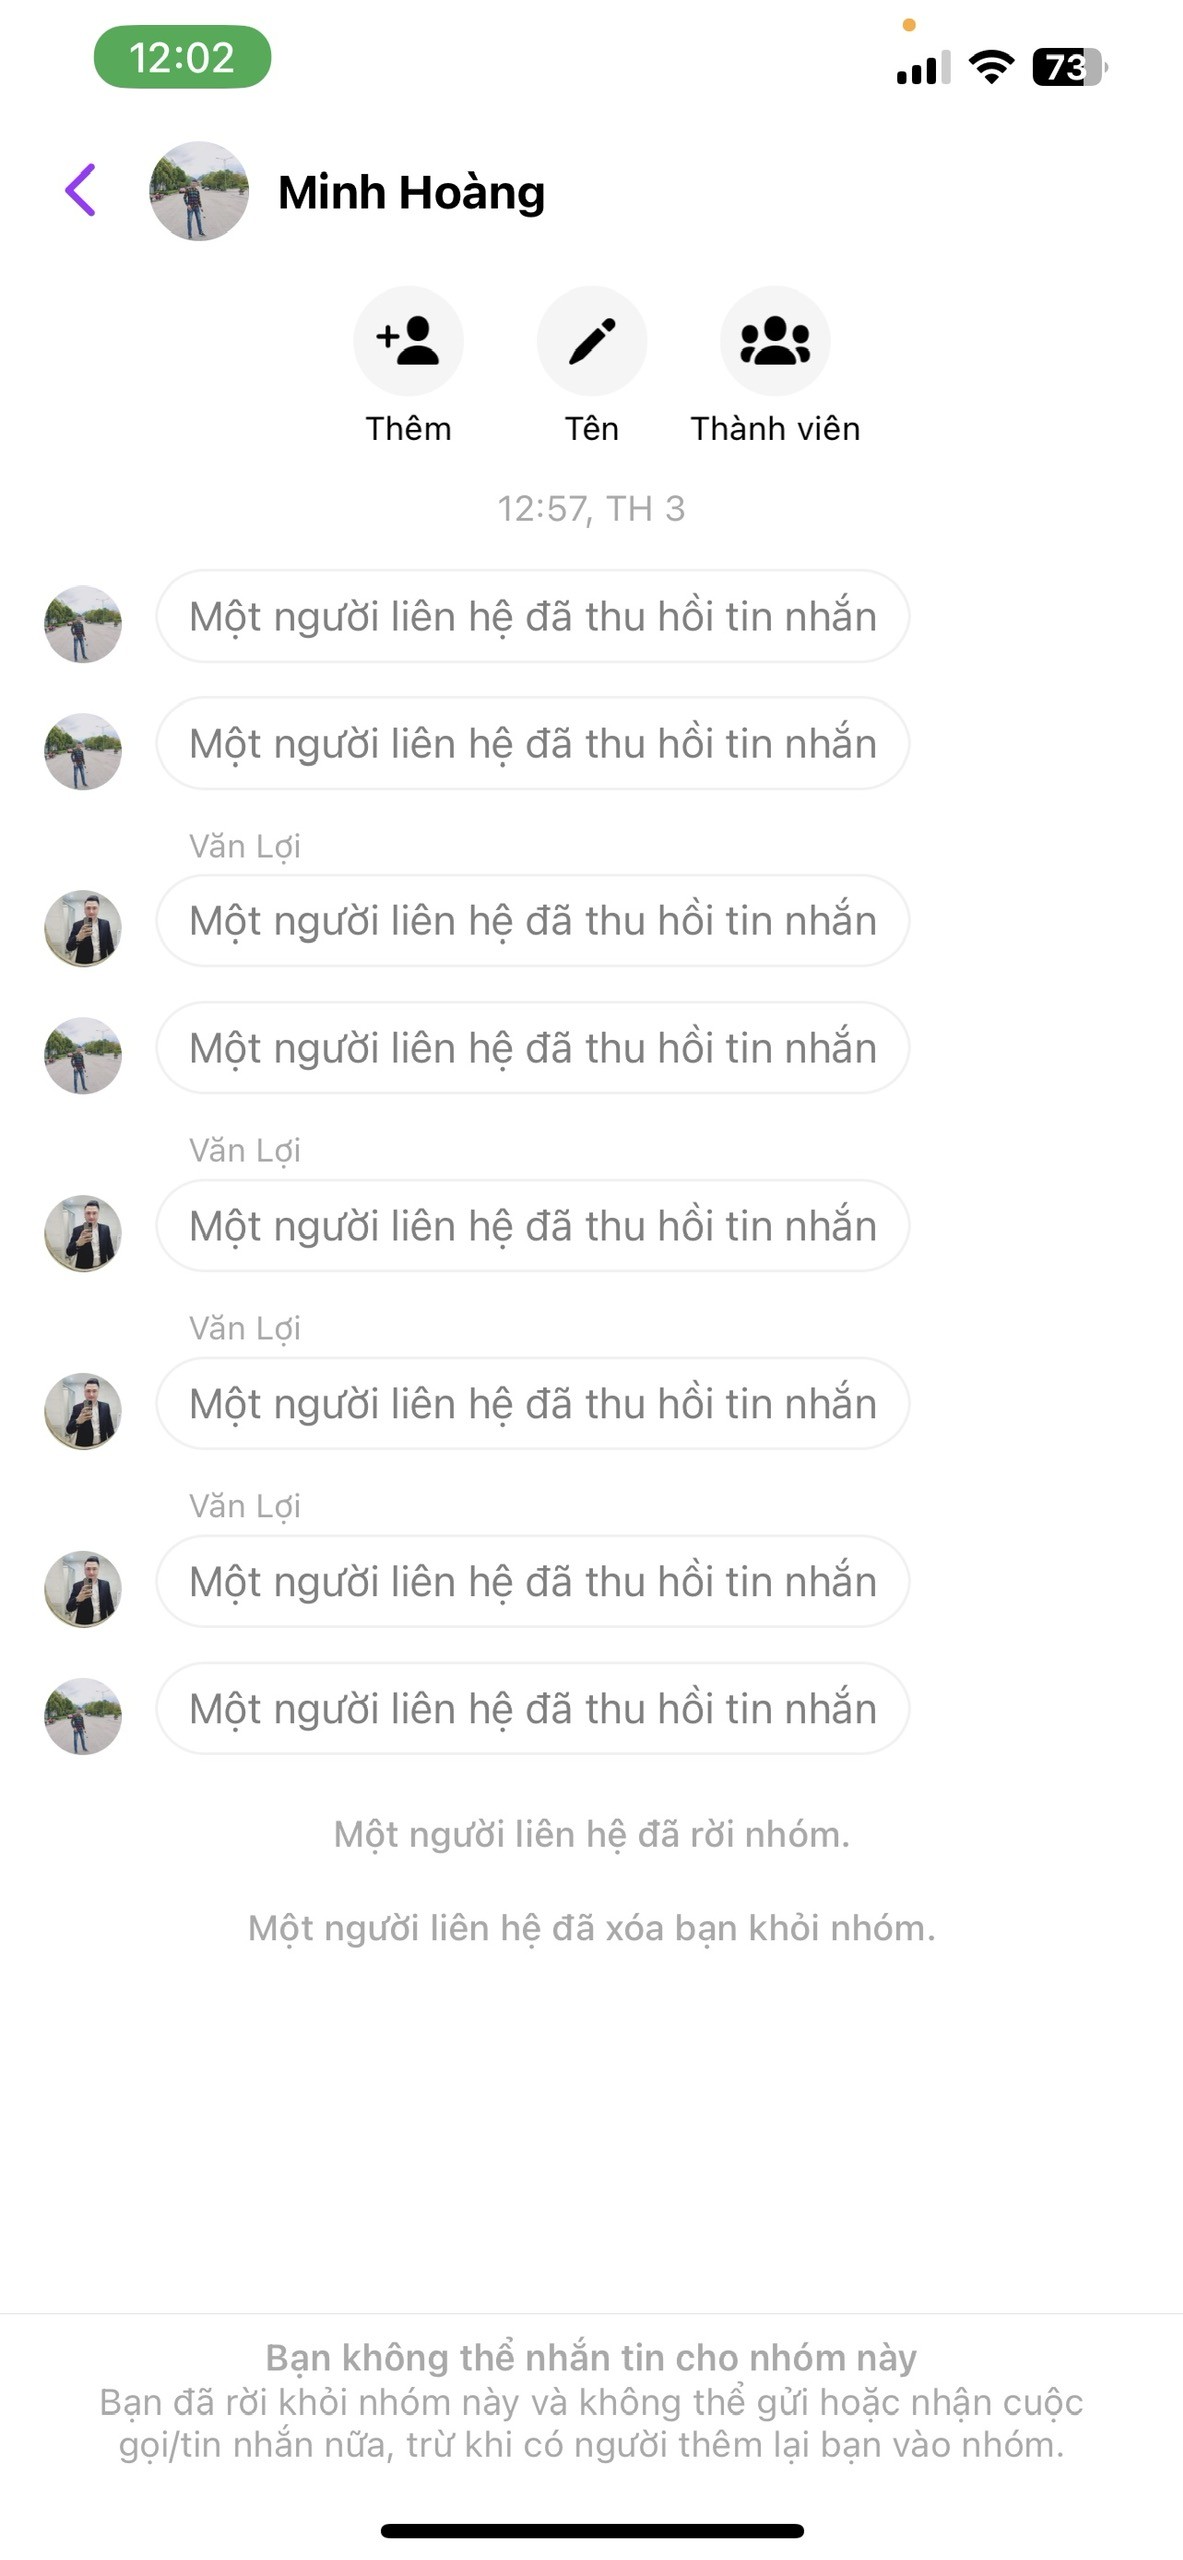 12:02
73
Minh Hoàng
Thêm
Tên
Thành viên
12:57, TH 3
Một người liên hệ đã thu hồi tin nhắn
Một người liên hệ đã thu hồi tin nhắn
Văn Lợi
Một người liên hệ đã thu hồi tin nhắn
Một người liên hệ đã thu hồi tin nhắn
Văn Lợi
Một người liên hệ đã thu hồi tin nhắn
Văn Lợi
Một người liên hệ đã thu hồi tin nhắn
Văn Lợi
Một người liên hệ đã thu hồi tin nhắn
Một người liên hệ đã thu hồi tin nhắn
Một người liên hệ đã rời nhóm.
Một người liên hệ đã xóa bạn khỏi nhóm.
Bạn không thể nhắn tin cho nhóm này
Bạn đã rời khỏi nhóm này và không thể gửi hoặc nhận cuộc
gọi/tin nhắn nữa, trừ khi có người thêm lại bạn vào nhóm.